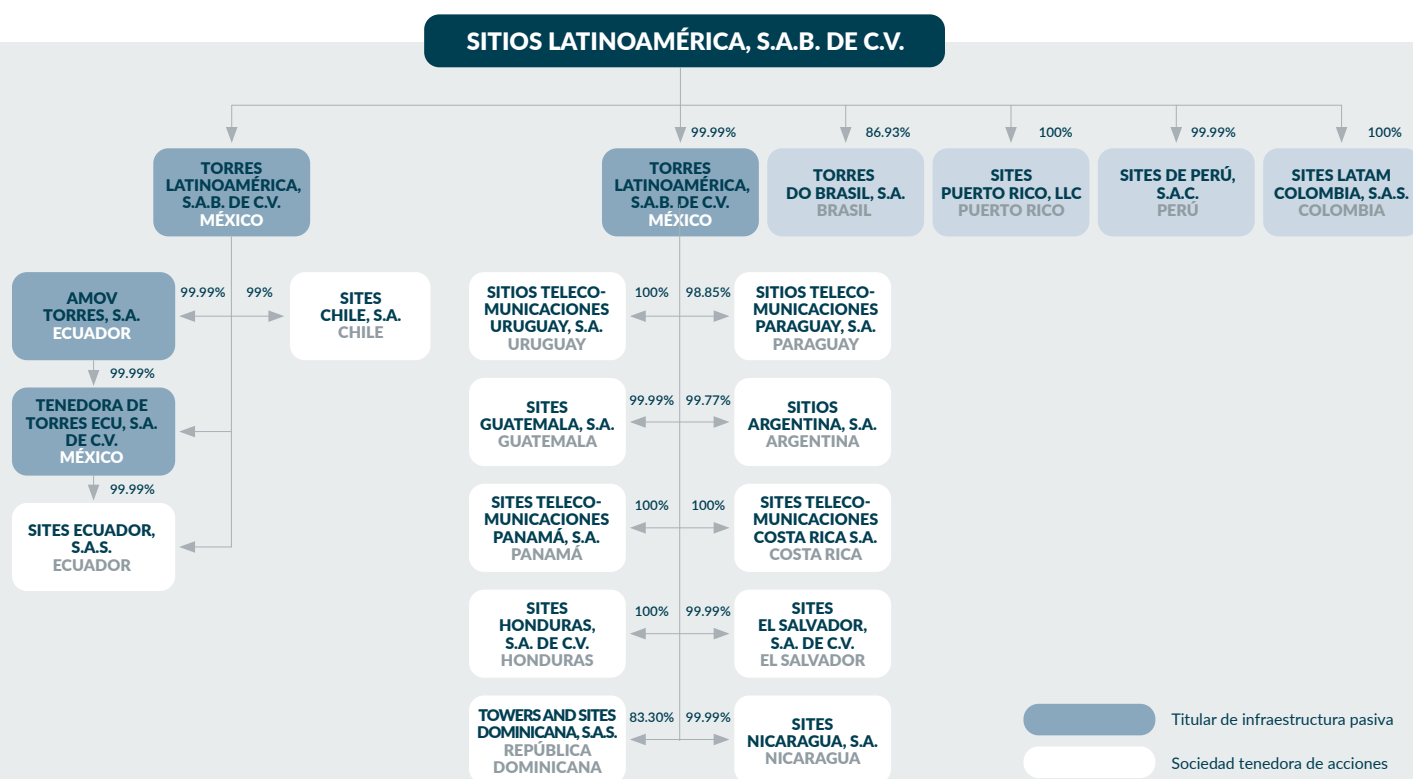 SITIOS LATINOAMÉRICA, S.A.B. DE C.V.
99.99%
86.93%
100%
99.99%
100%
TORRES
LATINOAMÉRICA,
S.A.B. DE C.V.
MÉXICO
TORRES
LATINOAMÉRICA,
S.A.B. DE C.V.
MÉXICO
TORRES
DO BRASIL, S.A.
BRASIL
SITES
PUERTO RICO, LLC
PUERTO RICO
SITES DE PERÚ,
S.A.C.
PERÚ
SITES LATAM
COLOMBIA, S.A.S.
COLOMBIA
AMOV
TORRES, S.A.
ECUADOR
99.99%
99%
SITES
CHILE, S.A.
CHILE
99.99%
TENEDORA DE
TORRES ECU, S.A.
DE C.V.
MÉXICO
99.99%
SITES ECUADOR,
S.A.S.
ECUADOR
SITIOS TELECO-
MUNICACIONES
URUGUAY, S.A.
URUGUAY
100%
98.85%
SITIOS TELECO-
MUNICACIONES
PARAGUAY, S.A.
PARAGUAY
SITES
GUATEMALA, S.A.
GUATEMALA
99.99%
99.77%
SITIOS
ARGENTINA, S.A.
ARGENTINA
SITES TELECO-
MUNICACIONES
PANAMÁ, S.A.
PANAMÁ
100%
100%
SITES TELECO-
MUNICACIONES
COSTA RICA S.A.
COSTA RICA
SITES
HONDURAS,
S.A. DE C.V.
HONDURAS
100%
99.99%
SITES
EL SALVADOR,
S.A. DE C.V.
EL SALVADOR
TOWERS AND SITES
DOMINICANA, S.A.S.
REPÚBLICA
DOMINICANA
83.30%
99.99%
SITES
NICARAGUA, S.A.
NICARAGUA
Titular de infraestructura pasiva
Sociedad tenedora de acciones